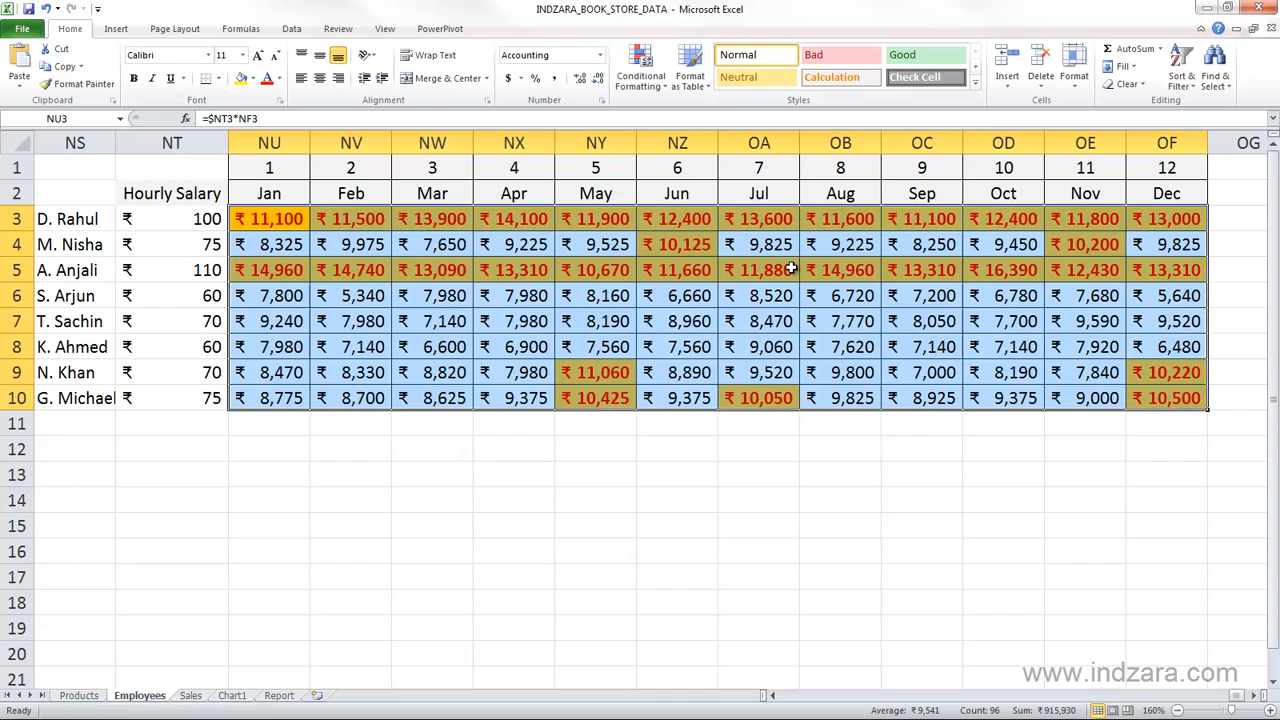 INDZARA_BOOK_STORE_DATA - Microsoft Excel
File Home Insert Page Layout Formulas Data Review View PowerPivot
Paste Cut Copy Format Painter Clipboard
Calibri 11 B I U Font
Wrap Text Merge & Center Alignment
Accounting $ % , Number
Conditional Formatting Format as Table Normal Bad Good Neutral Calculation Check Cell Styles
Insert Delete Format Cells
AutoSum Fill Clear Sort & Filter Find & Select Editing
NU3 fx =$NT3*NF3
NS NT NU NV NW NX NY NZ OA OB OC OD OE OF OG
1 1 2 3 4 5 6 7 8 9 10 11 12
2 Hourly Salary Jan Feb Mar Apr May Jun Jul Aug Sep Oct Nov Dec
3 D. Rahul ₹ 100 ₹ 11,100 ₹ 11,500 ₹ 13,900 ₹ 14,100 ₹ 11,900 ₹ 12,400 ₹ 13,600 ₹ 11,600 ₹ 11,100 ₹ 12,400 ₹ 11,800 ₹ 13,000
4 M. Nisha ₹ 75 ₹ 8,325 ₹ 9,975 ₹ 7,650 ₹ 9,225 ₹ 9,525 ₹ 10,125 ₹ 9,825 ₹ 9,225 ₹ 8,250 ₹ 9,450 ₹ 10,200 ₹ 9,825
5 A. Anjali ₹ 110 ₹ 14,960 ₹ 14,740 ₹ 13,090 ₹ 13,310 ₹ 10,670 ₹ 11,660 ₹ 11,880 ₹ 14,960 ₹ 13,310 ₹ 16,390 ₹ 12,430 ₹ 13,310
6 S. Arjun ₹ 60 ₹ 7,800 ₹ 5,340 ₹ 7,980 ₹ 7,980 ₹ 8,160 ₹ 6,660 ₹ 8,520 ₹ 6,720 ₹ 7,200 ₹ 6,780 ₹ 7,680 ₹ 5,640
7 T. Sachin ₹ 70 ₹ 9,240 ₹ 7,980 ₹ 7,140 ₹ 7,980 ₹ 8,190 ₹ 8,960 ₹ 8,470 ₹ 7,770 ₹ 8,050 ₹ 7,700 ₹ 9,590 ₹ 9,520
8 K. Ahmed ₹ 60 ₹ 7,980 ₹ 7,140 ₹ 6,600 ₹ 6,900 ₹ 7,560 ₹ 7,560 ₹ 9,060 ₹ 7,620 ₹ 7,140 ₹ 7,140 ₹ 7,920 ₹ 6,480
9 N. Khan ₹ 70 ₹ 8,470 ₹ 8,330 ₹ 8,820 ₹ 7,980 ₹ 11,060 ₹ 8,890 ₹ 9,520 ₹ 9,800 ₹ 7,000 ₹ 8,190 ₹ 7,840 ₹ 10,220
10 G. Michael ₹ 75 ₹ 8,775 ₹ 8,700 ₹ 8,625 ₹ 9,375 ₹ 10,425 ₹ 9,375 ₹ 10,050 ₹ 9,825 ₹ 8,925 ₹ 9,375 ₹ 9,000 ₹ 10,500
11
12
13
14
15
16
17
18
19
20
21
www.indzara.com
Products Employees Sales Chart1 Report
Ready Average: ₹ 9,541 Count: 96 Sum: ₹ 915,930 160%